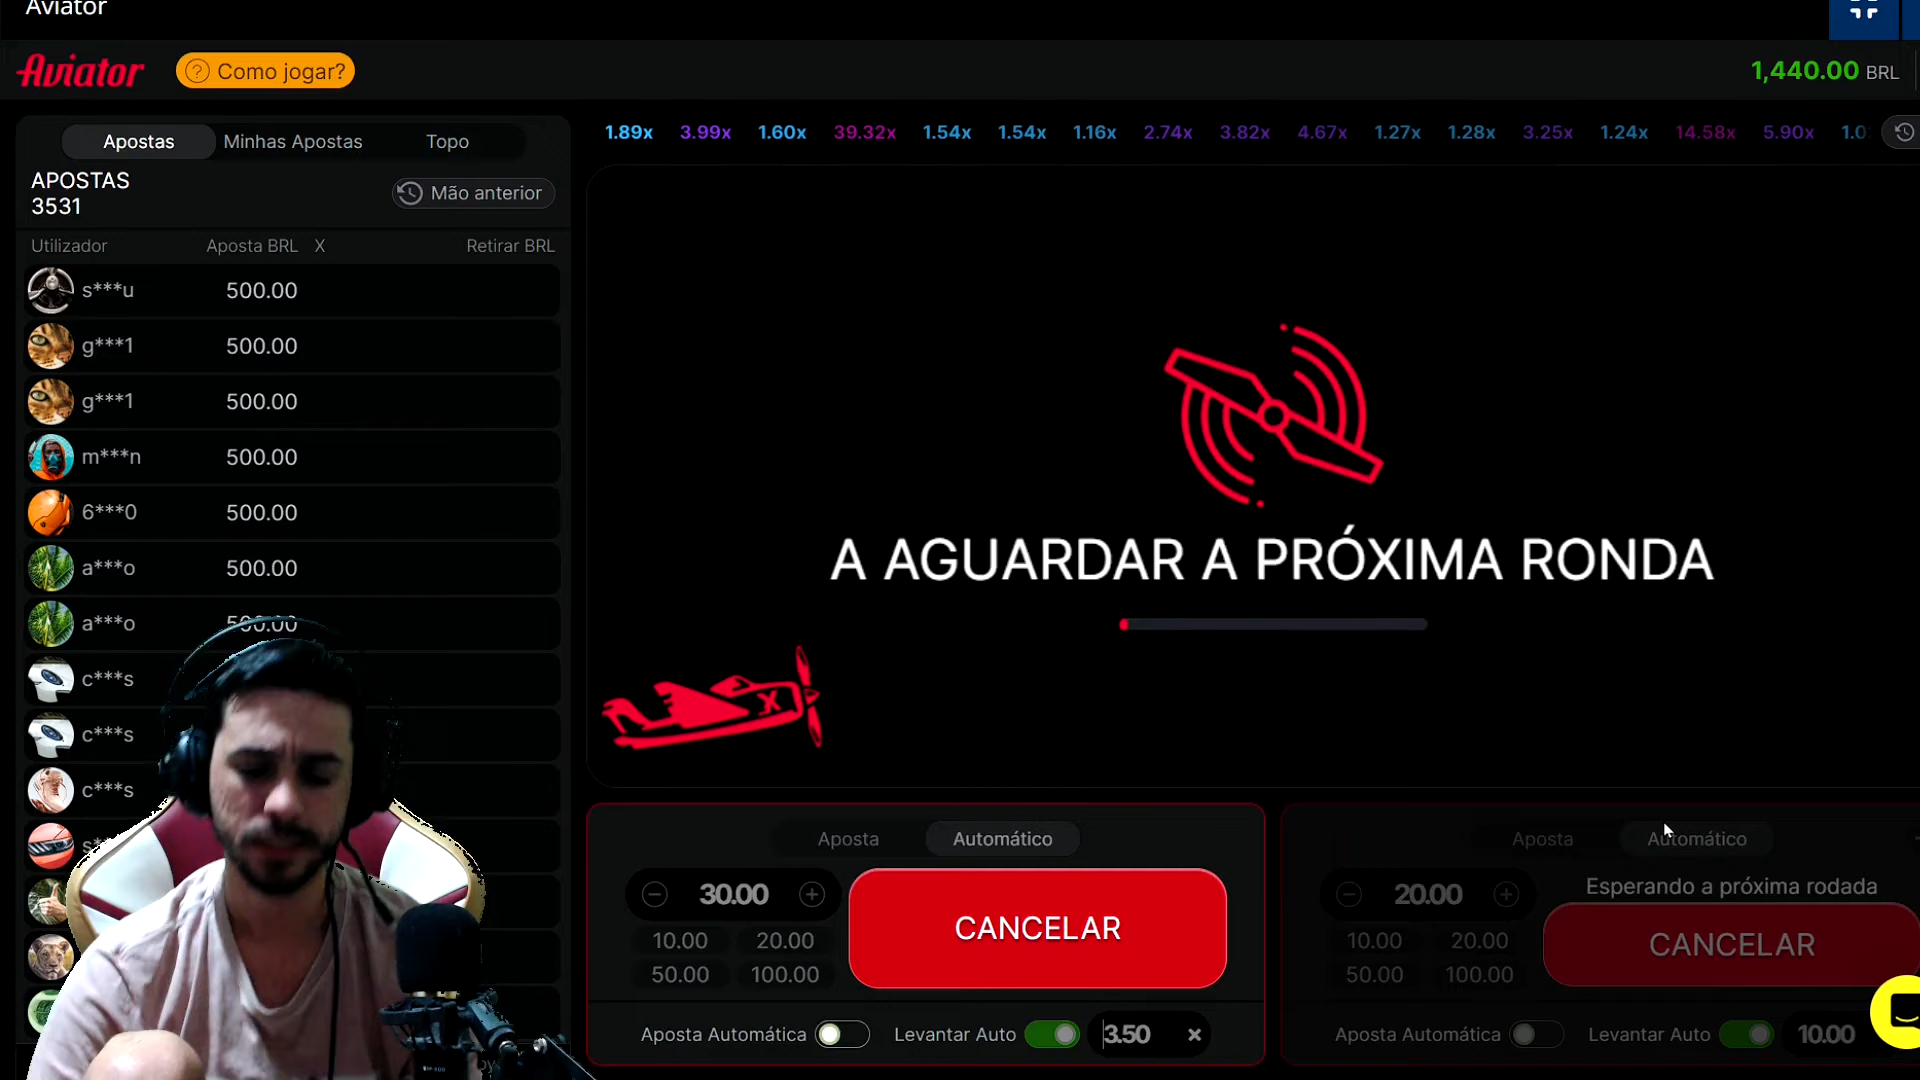 Aviator
Aviator
? Como jogar?
1,440.00 BRL
Apostas Minhas Apostas Topo
1.89x 3.99x 1.60x 39.32x 1.54x 1.54x 1.16x 2.74x 3.82x 4.67x 1.27x 1.28x 3.25x 1.24x 14.58x 5.90x
APOSTAS
3531
Mão anterior
Utilizador Aposta BRL X Retirar BRL
s***u 500.00
g***1 500.00
g***1 500.00
m***n 500.00
6***0 500.00
a***o 500.00
a***o 500.00
c***s
c***s
c***s
A AGUARDAR A PRÓXIMA RONDA
X
Aposta Automático
30.00
10.00 20.00
50.00 100.00
CANCELAR
Aposta Automática Levantar Auto 3.50
Aposta Automático
20.00
10.00 20.00
50.00 100.00
Esperando a próxima rodada
CANCELAR
Aposta Automática Levantar Auto 10.00